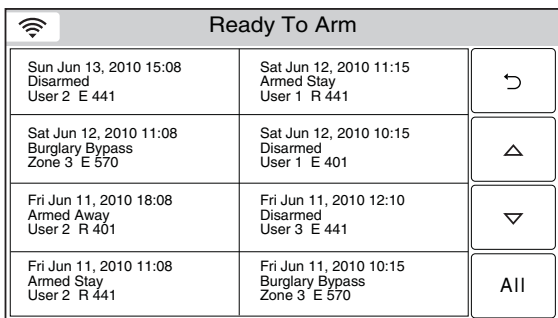 Ready To Arm
Sun Jun 13, 2010 15:08
Disarmed
User 2 E 441
Sat Jun 12, 2010 11:15
Armed Stay
User 1 R 441
Sat Jun 12, 2010 11:08
Burglary Bypass
Zone 3 E 570
Sat Jun 12, 2010 10:15
Disarmed
User 1 E 401
Fri Jun 11, 2010 18:08
Armed Away
User 2 R 401
Fri Jun 11, 2010 12:10
Disarmed
User 3 E 441
Fri Jun 11, 2010 11:08
Armed Stay
User 2 R 441
Fri Jun 11, 2010 10:15
Burglary Bypass
Zone 3 E 570
All